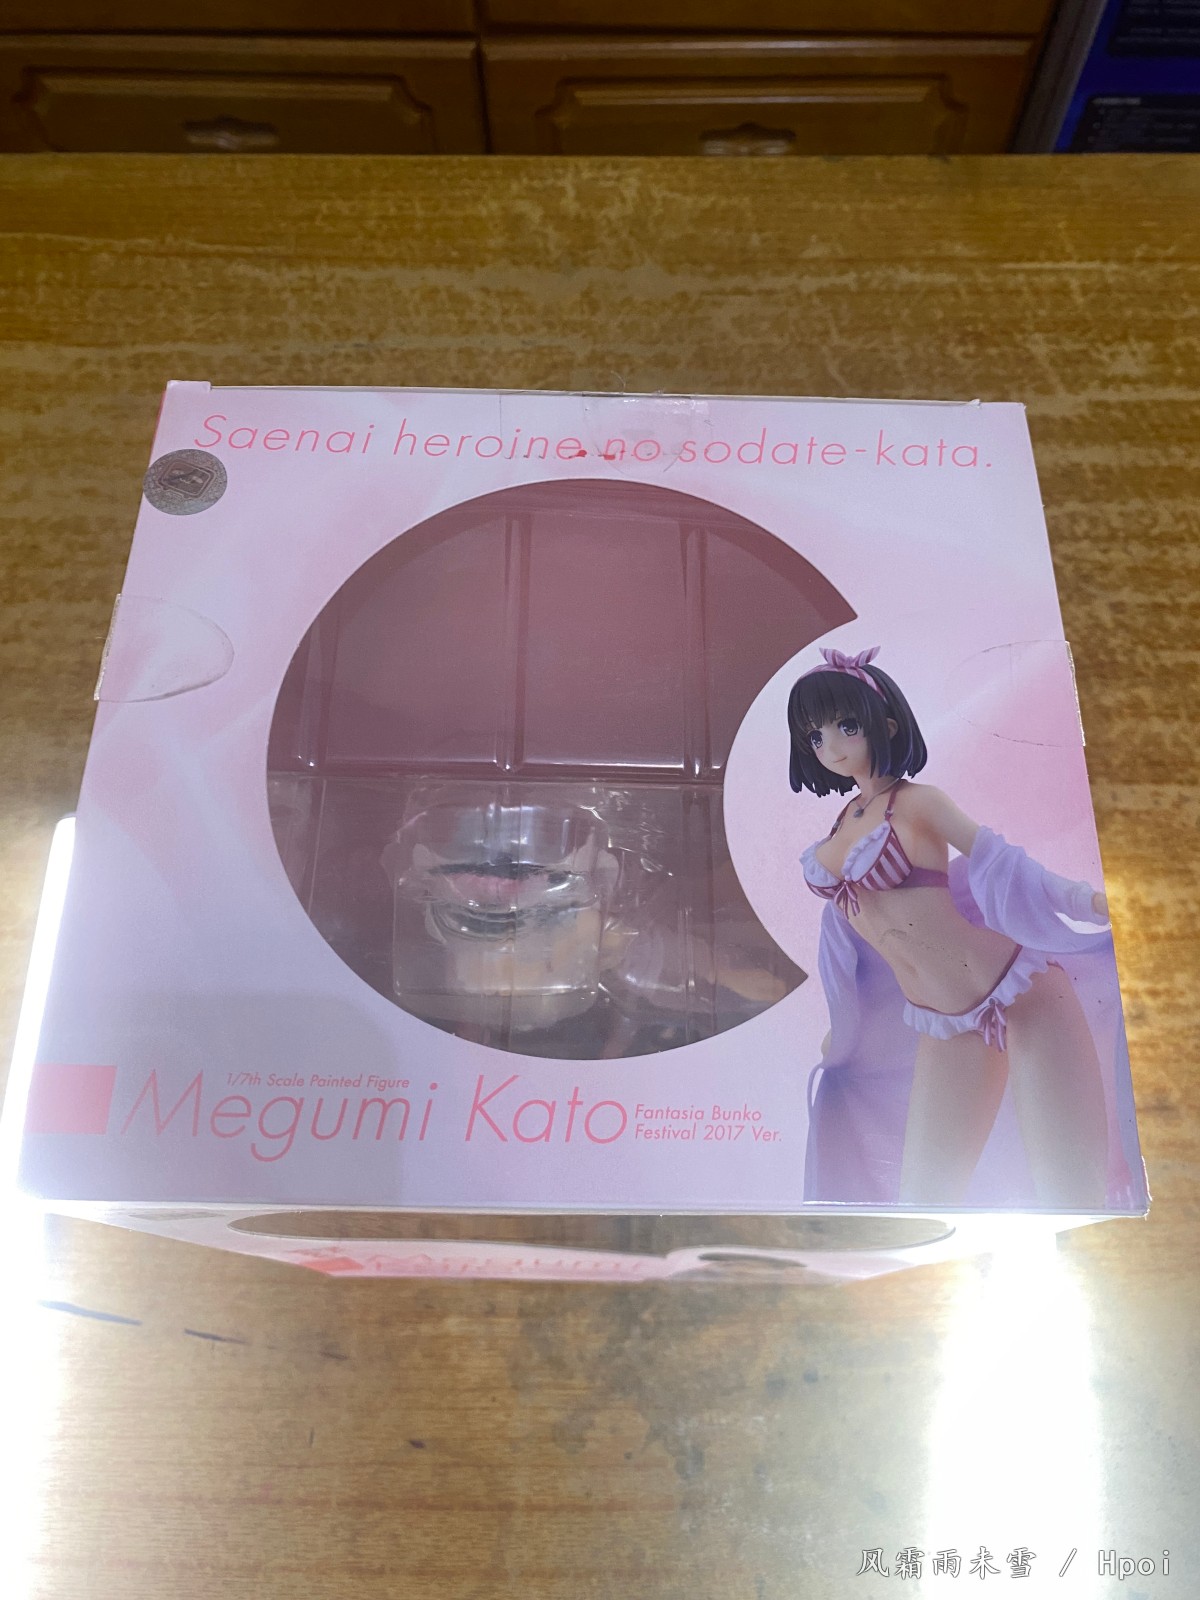 Saenai heroine no sodate-kata.
1/7th Scale Painted Figure
Megumi Kato
Fantasia Bunko
Festival 2017 Ver.
风霜雨未雪 / Hpoi